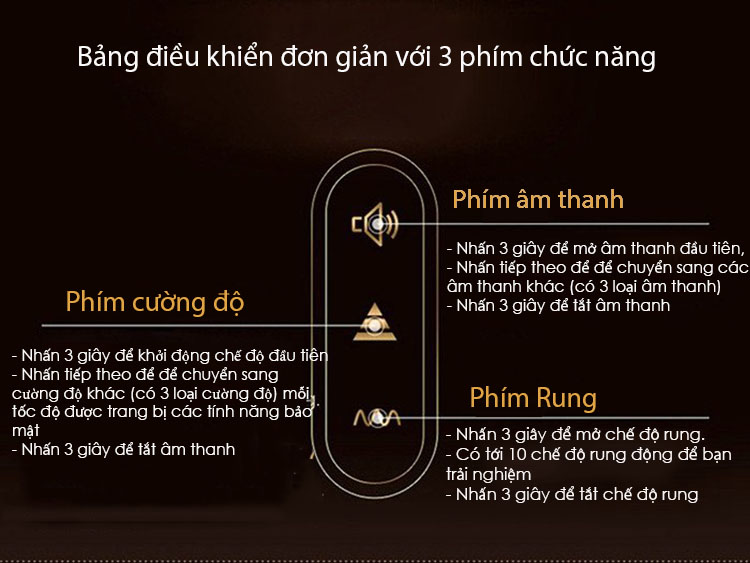 Bảng điều khiển đơn giản với 3 phím chức năng
Phím âm thanh
- Nhấn 3 giây để mở âm thanh đầu tiên,
- Nhấn tiếp theo để để chuyển sang các
âm thanh khác (có 3 loại âm thanh)
- Nhấn 3 giây để tắt âm thanh
Phím cường độ
- Nhấn 3 giây để khởi động chế độ đầu tiên
- Nhấn tiếp theo để để chuyển sang
cường độ khác (có 3 loại cường độ) mỗi
tốc độ được trang bị các tính năng bảo
mật
- Nhấn 3 giây để tắt âm thanh
Phím Rung
- Nhấn 3 giây để mở chế độ rung.
- Có tới 10 chế độ rung động để bạn
trải nghiệm
- Nhấn 3 giây để tắt chế độ rung